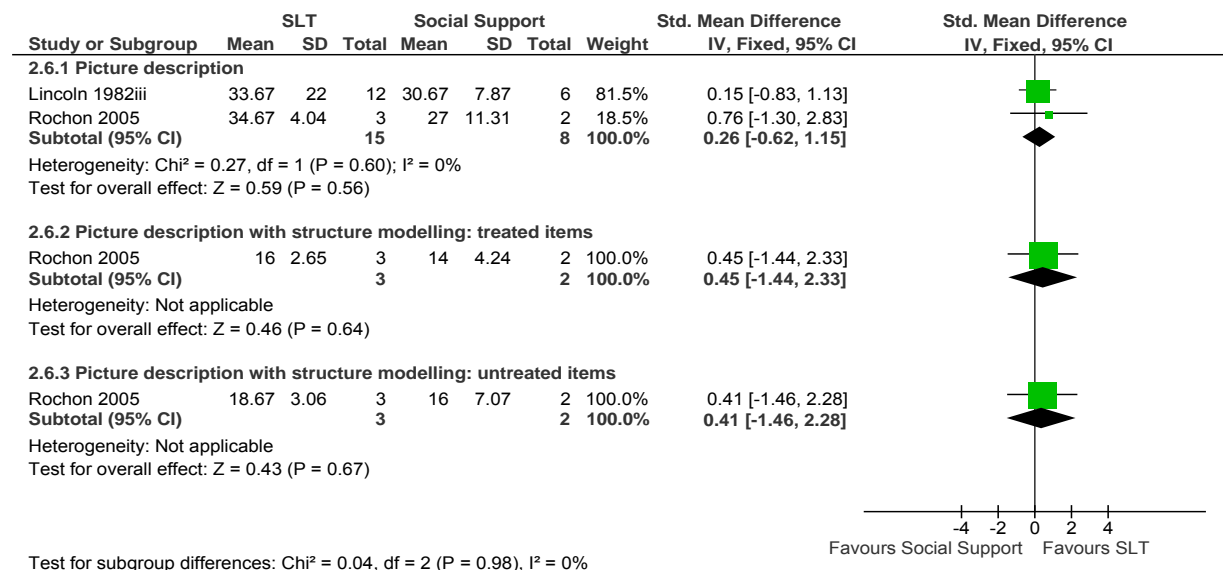 SLT Social Support Std. Mean Difference Std. Mean Difference
Study or Subgroup Mean SD Total Mean SD Total Weight IV, Fixed, 95% CI IV, Fixed, 95% CI
2.6.1 Picture description
Lincoln 1982iii 33.67 22 12 30.67 7.87 6 81.5% 0.15 [-0.83, 1.13]
Rochon 2005 34.67 4.04 3 27 11.31 2 18.5% 0.76 [-1.30, 2.83]
Subtotal (95% CI) 15 8 100.0% 0.26 [-0.62, 1.15]
Heterogeneity: Chi² = 0.27, df = 1 (P = 0.60); I² = 0%
Test for overall effect: Z = 0.59 (P = 0.56)
2.6.2 Picture description with structure modelling: treated items
Rochon 2005 16 2.65 3 14 4.24 2 100.0% 0.45 [-1.44, 2.33]
Subtotal (95% CI) 3 2 100.0% 0.45 [-1.44, 2.33]
Heterogeneity: Not applicable
Test for overall effect: Z = 0.46 (P = 0.64)
2.6.3 Picture description with structure modelling: untreated items
Rochon 2005 18.67 3.06 3 16 7.07 2 100.0% 0.41 [-1.46, 2.28]
Subtotal (95% CI) 3 2 100.0% 0.41 [-1.46, 2.28]
Heterogeneity: Not applicable
Test for overall effect: Z = 0.43 (P = 0.67)
-4 -2 0 2 4
Favours Social Support Favours SLT
Test for subgroup differences: Chi² = 0.04, df = 2 (P = 0.98), I² = 0%